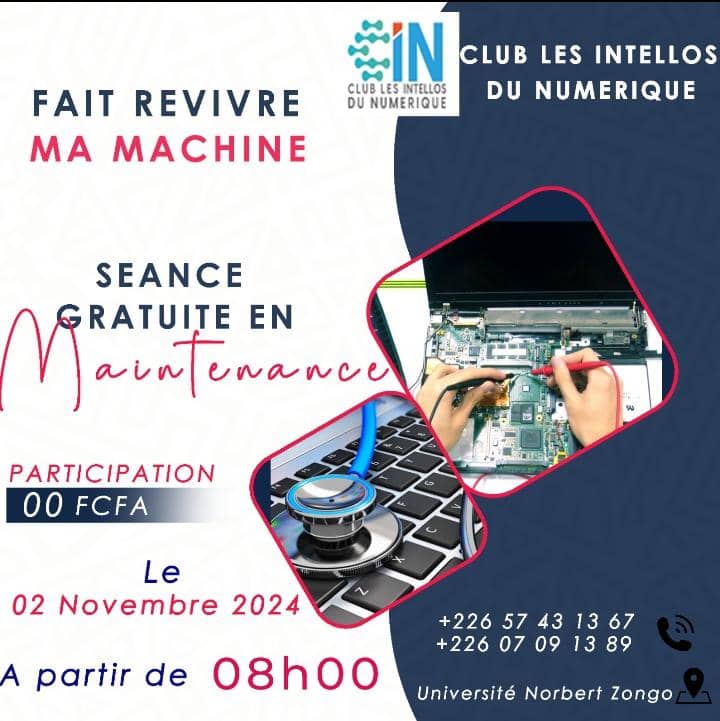 CiN
CLUB LES INTELLOS
DU NUMERIQUE
CLUB LES INTELLOS
DU NUMERIQUE
FAIT REVIVRE
MA MACHINE
SEANCE
GRATUITE EN
Maintenance
PARTICIPATION
00 FCFA
Le
02 Novembre 2024
A partir de 08h00
+226 57 43 13 67
+226 07 09 13 89
Université Norbert Zongo